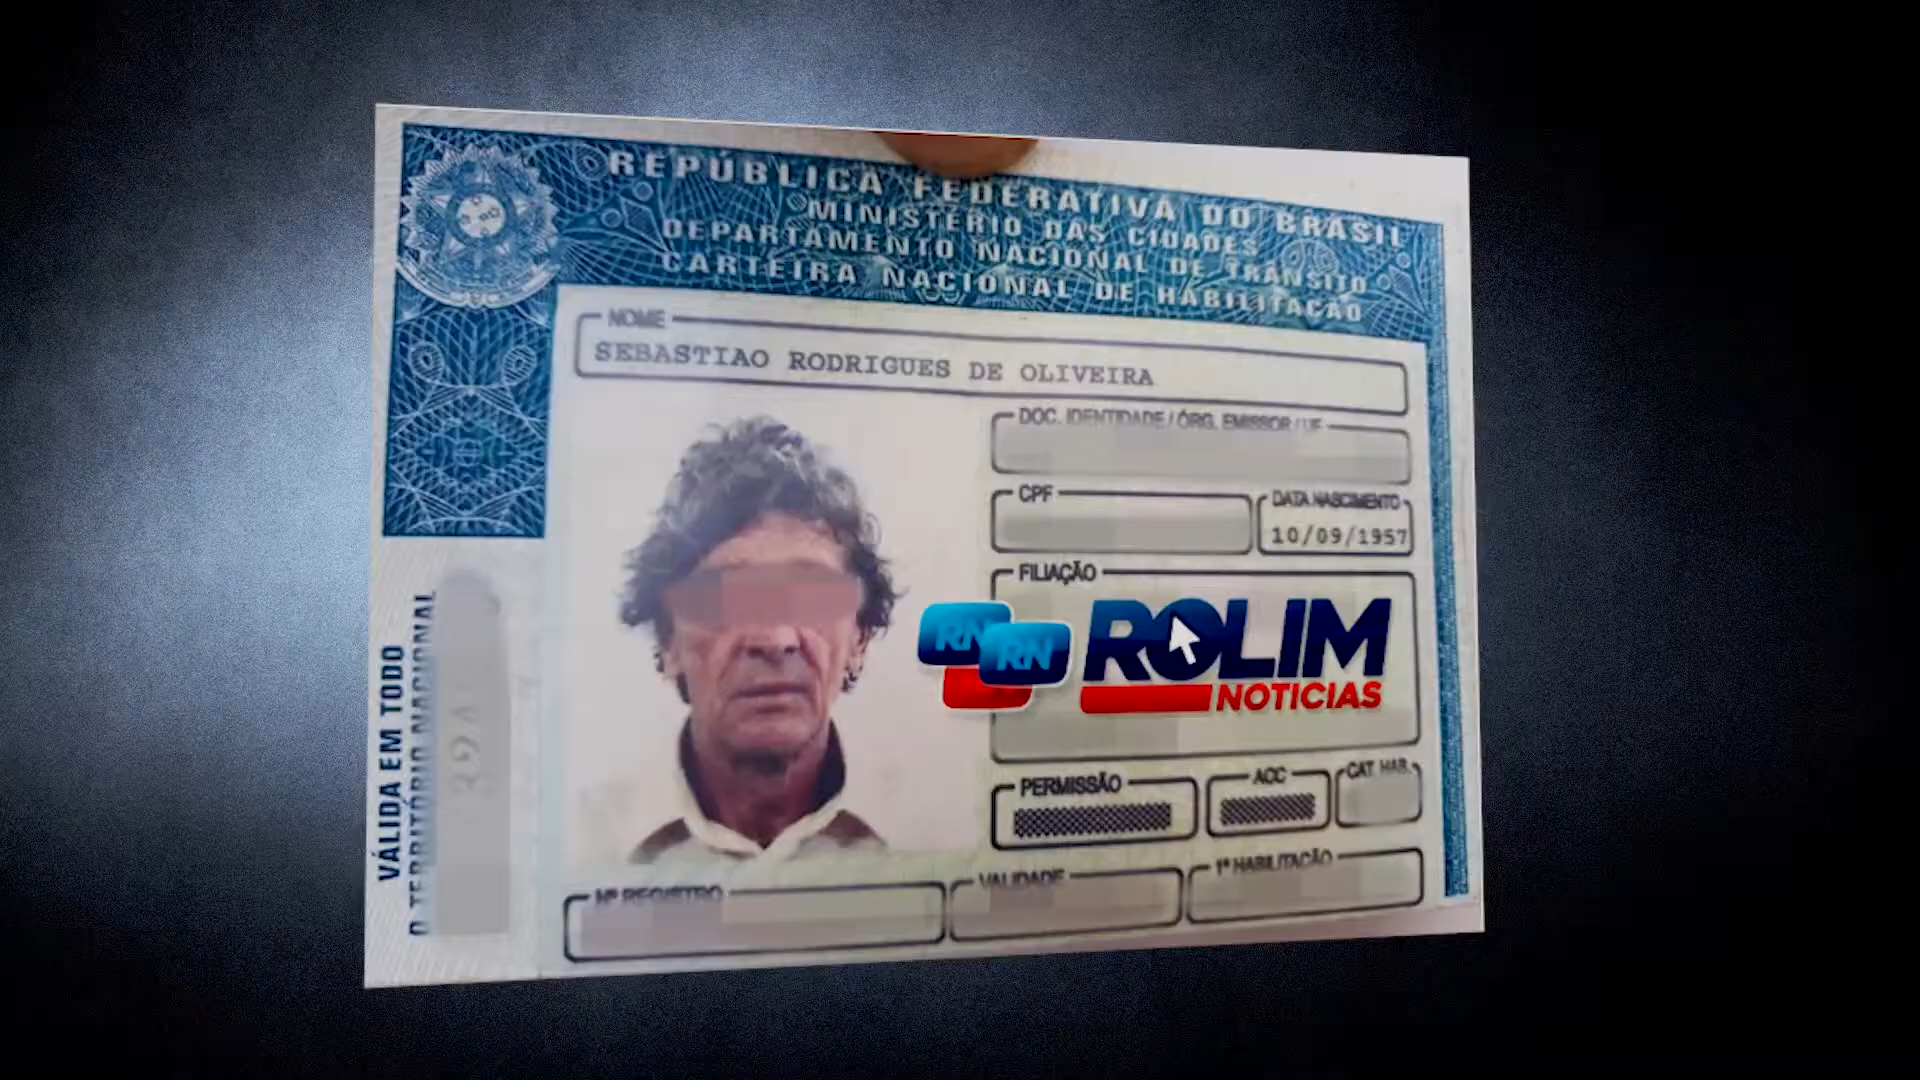 REPÚBLICA FEDERATIVA DO BRASIL
MINISTÉRIO DAS CIDADES
DEPARTAMENTO NACIONAL DE TRÂNSITO
CARTEIRA NACIONAL DE HABILITAÇÃO
NOME
SEBASTIAO RODRIGUES DE OLIVEIRA
DOC. IDENTIDADE / ÓRG. EMISSOR / UF
CPF
DATA NASCIMENTO
10/09/1957
FILIAÇÃO
RN
RN
ROLIM
NOTICIAS
PERMISSÃO
ACC
CAT. HAB.
Nº REGISTRO
VALIDADE
1ª HABILITAÇÃO
VÁLIDA EM TODO
O TERRITÓRIO NACIONAL